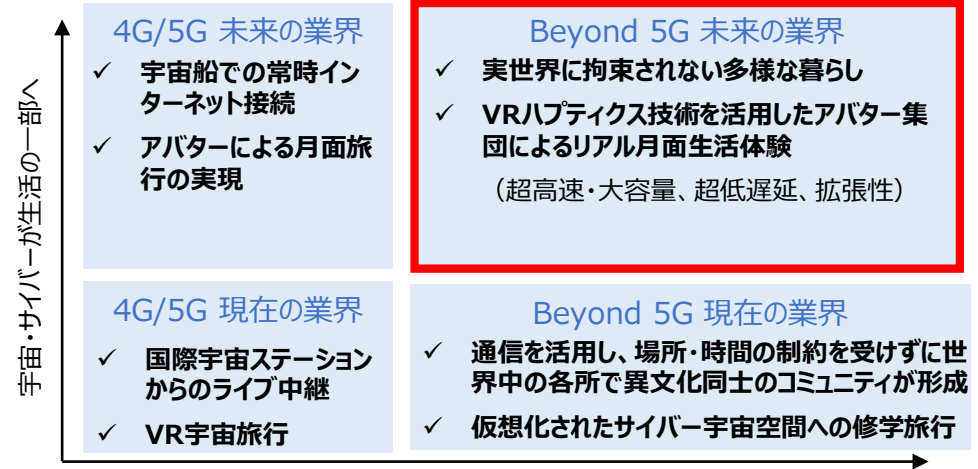 宇宙・サイバーが生活の一部へ
4G/5G 未来の業界
✓ 宇宙船での常時イン
ターネット接続
✓ アバターによる月面旅
行の実現
Beyond 5G 未来の業界
✓ 実世界に拘束されない多様な暮らし
✓ VRハプティクス技術を活用したアバター集
団によるリアル月面生活体験
（超高速・大容量、超低遅延、拡張性）
4G/5G 現在の業界
✓ 国際宇宙ステーション
からのライブ中継
✓ VR宇宙旅行
Beyond 5G 現在の業界
✓ 通信を活用し、場所・時間の制約を受けずに世
界中の各所で異文化同士のコミュニティが形成
✓ 仮想化されたサイバー宇宙空間への修学旅行